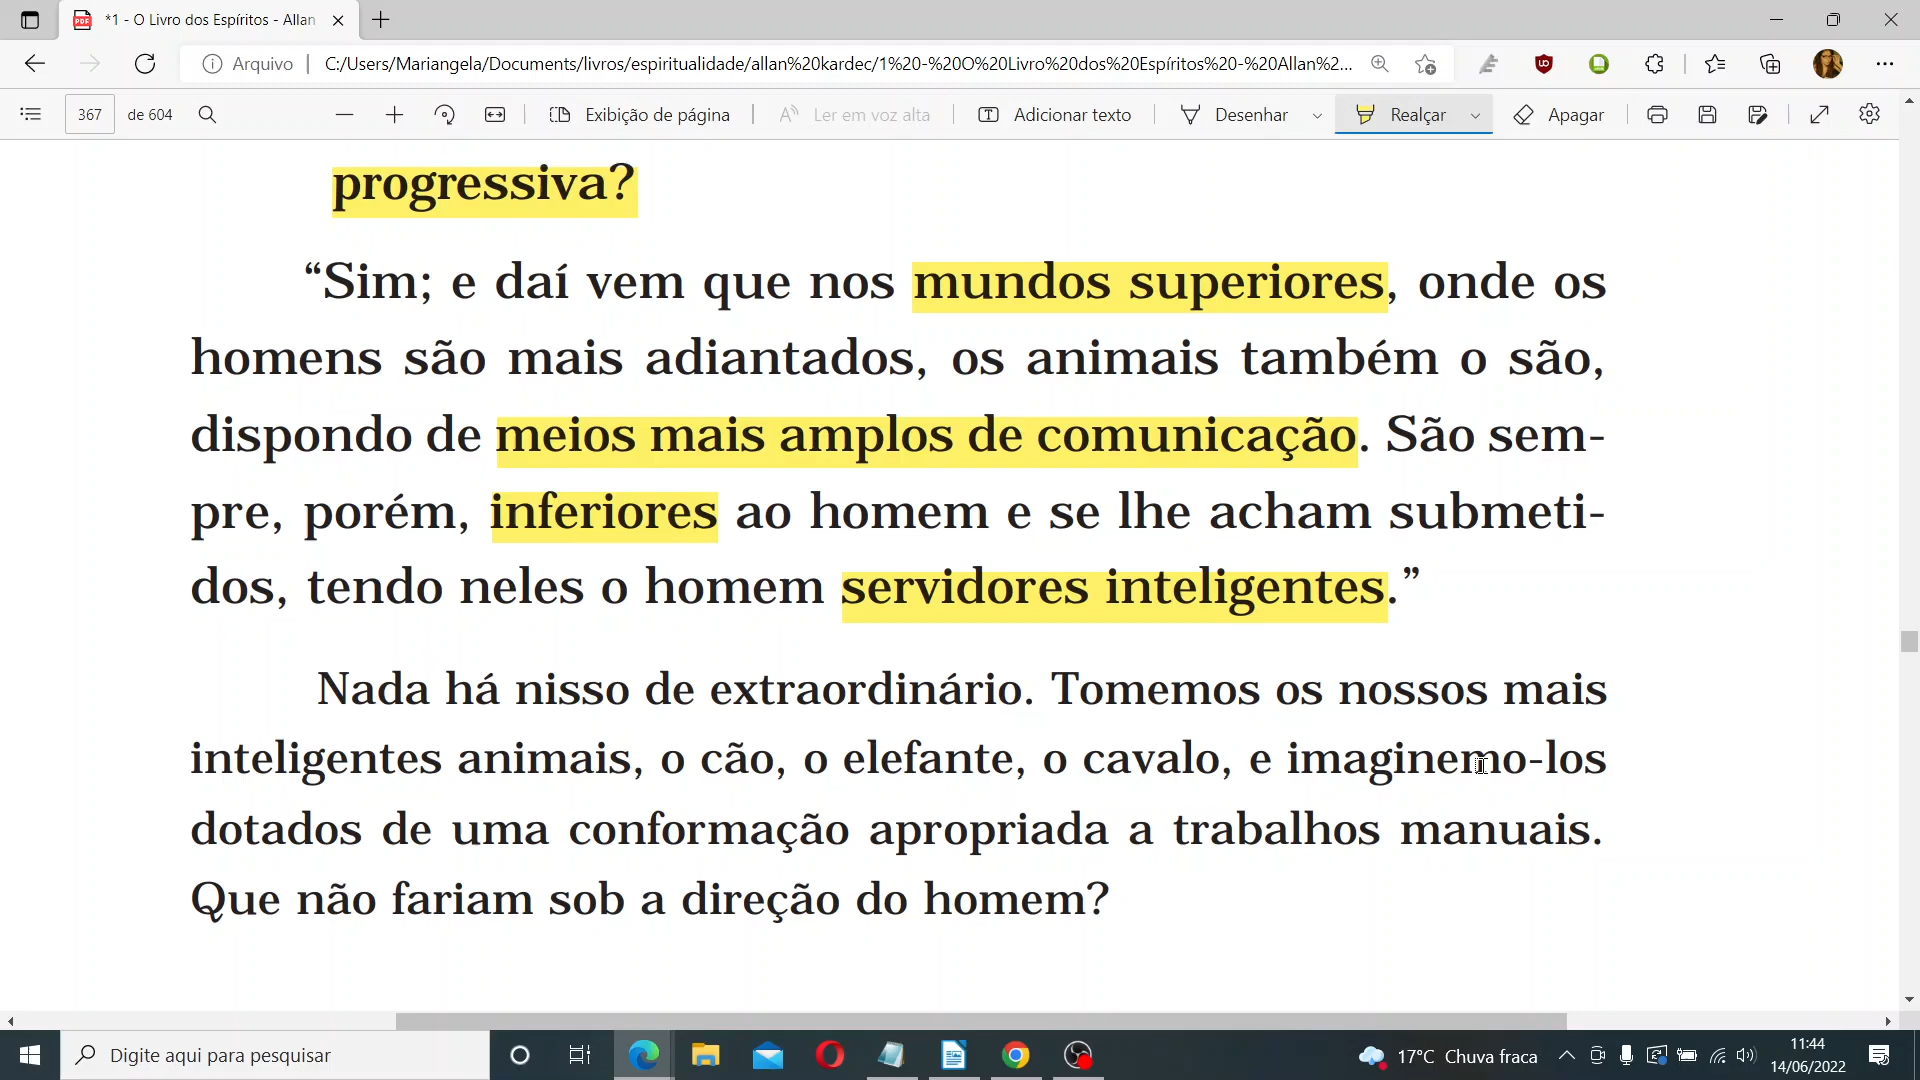 *1 - O Livro dos Espíritos - Allan
Arquivo
C:/Users/Mariangela/Documents/livros/espiritualidade/allan%20kardec/1%20-%20O%20Livro%20dos%20Espíritos%20-%20Allan%2...
367 de 604
Exibição de página
Ler em voz alta
Adicionar texto
Desenhar
Realçar
Apagar
progressiva?
“Sim; e daí vem que nos mundos superiores, onde os
homens são mais adiantados, os animais também o são,
dispondo de meios mais amplos de comunicação. São sem-
pre, porém, inferiores ao homem e se lhe acham submeti-
dos, tendo neles o homem servidores inteligentes.”
Nada há nisso de extraordinário. Tomemos os nossos mais
inteligentes animais, o cão, o elefante, o cavalo, e imaginemo-los
dotados de uma conformação apropriada a trabalhos manuais.
Que não fariam sob a direção do homem?
Digite aqui para pesquisar
17°C Chuva fraca
11:44
14/06/2022